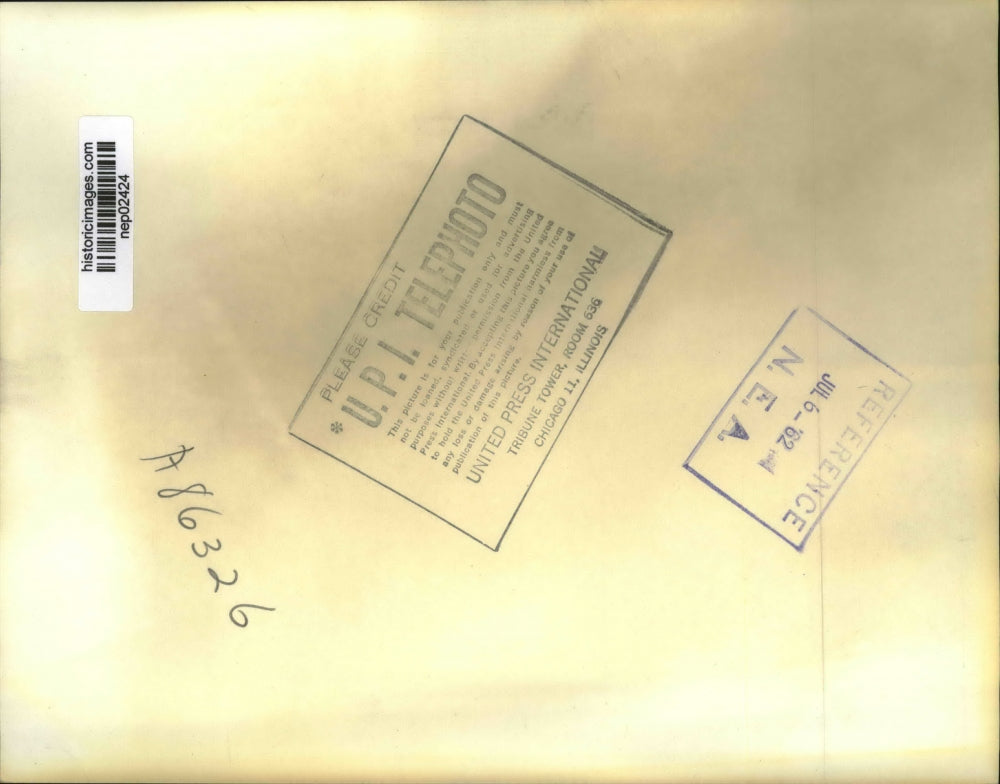 historicimages.com
nep02424
PLEASE CREDIT
* U.P.I. TELEPHOTO
This picture is for your publication only and must
not be loaned, syndicated or used for advertising
purposes without written permission from the United
Press International. By accepting this picture you agree
to hold the United Press International harmless from
any loss or damage arising by reason of your use of
publication of this picture.
UNITED PRESS INTERNATIONAL
TRIBUNE TOWER, ROOM 636
CHICAGO 11, ILLINOIS
REFERENCE
JUL 6 - '62
N. E. A.
A86326